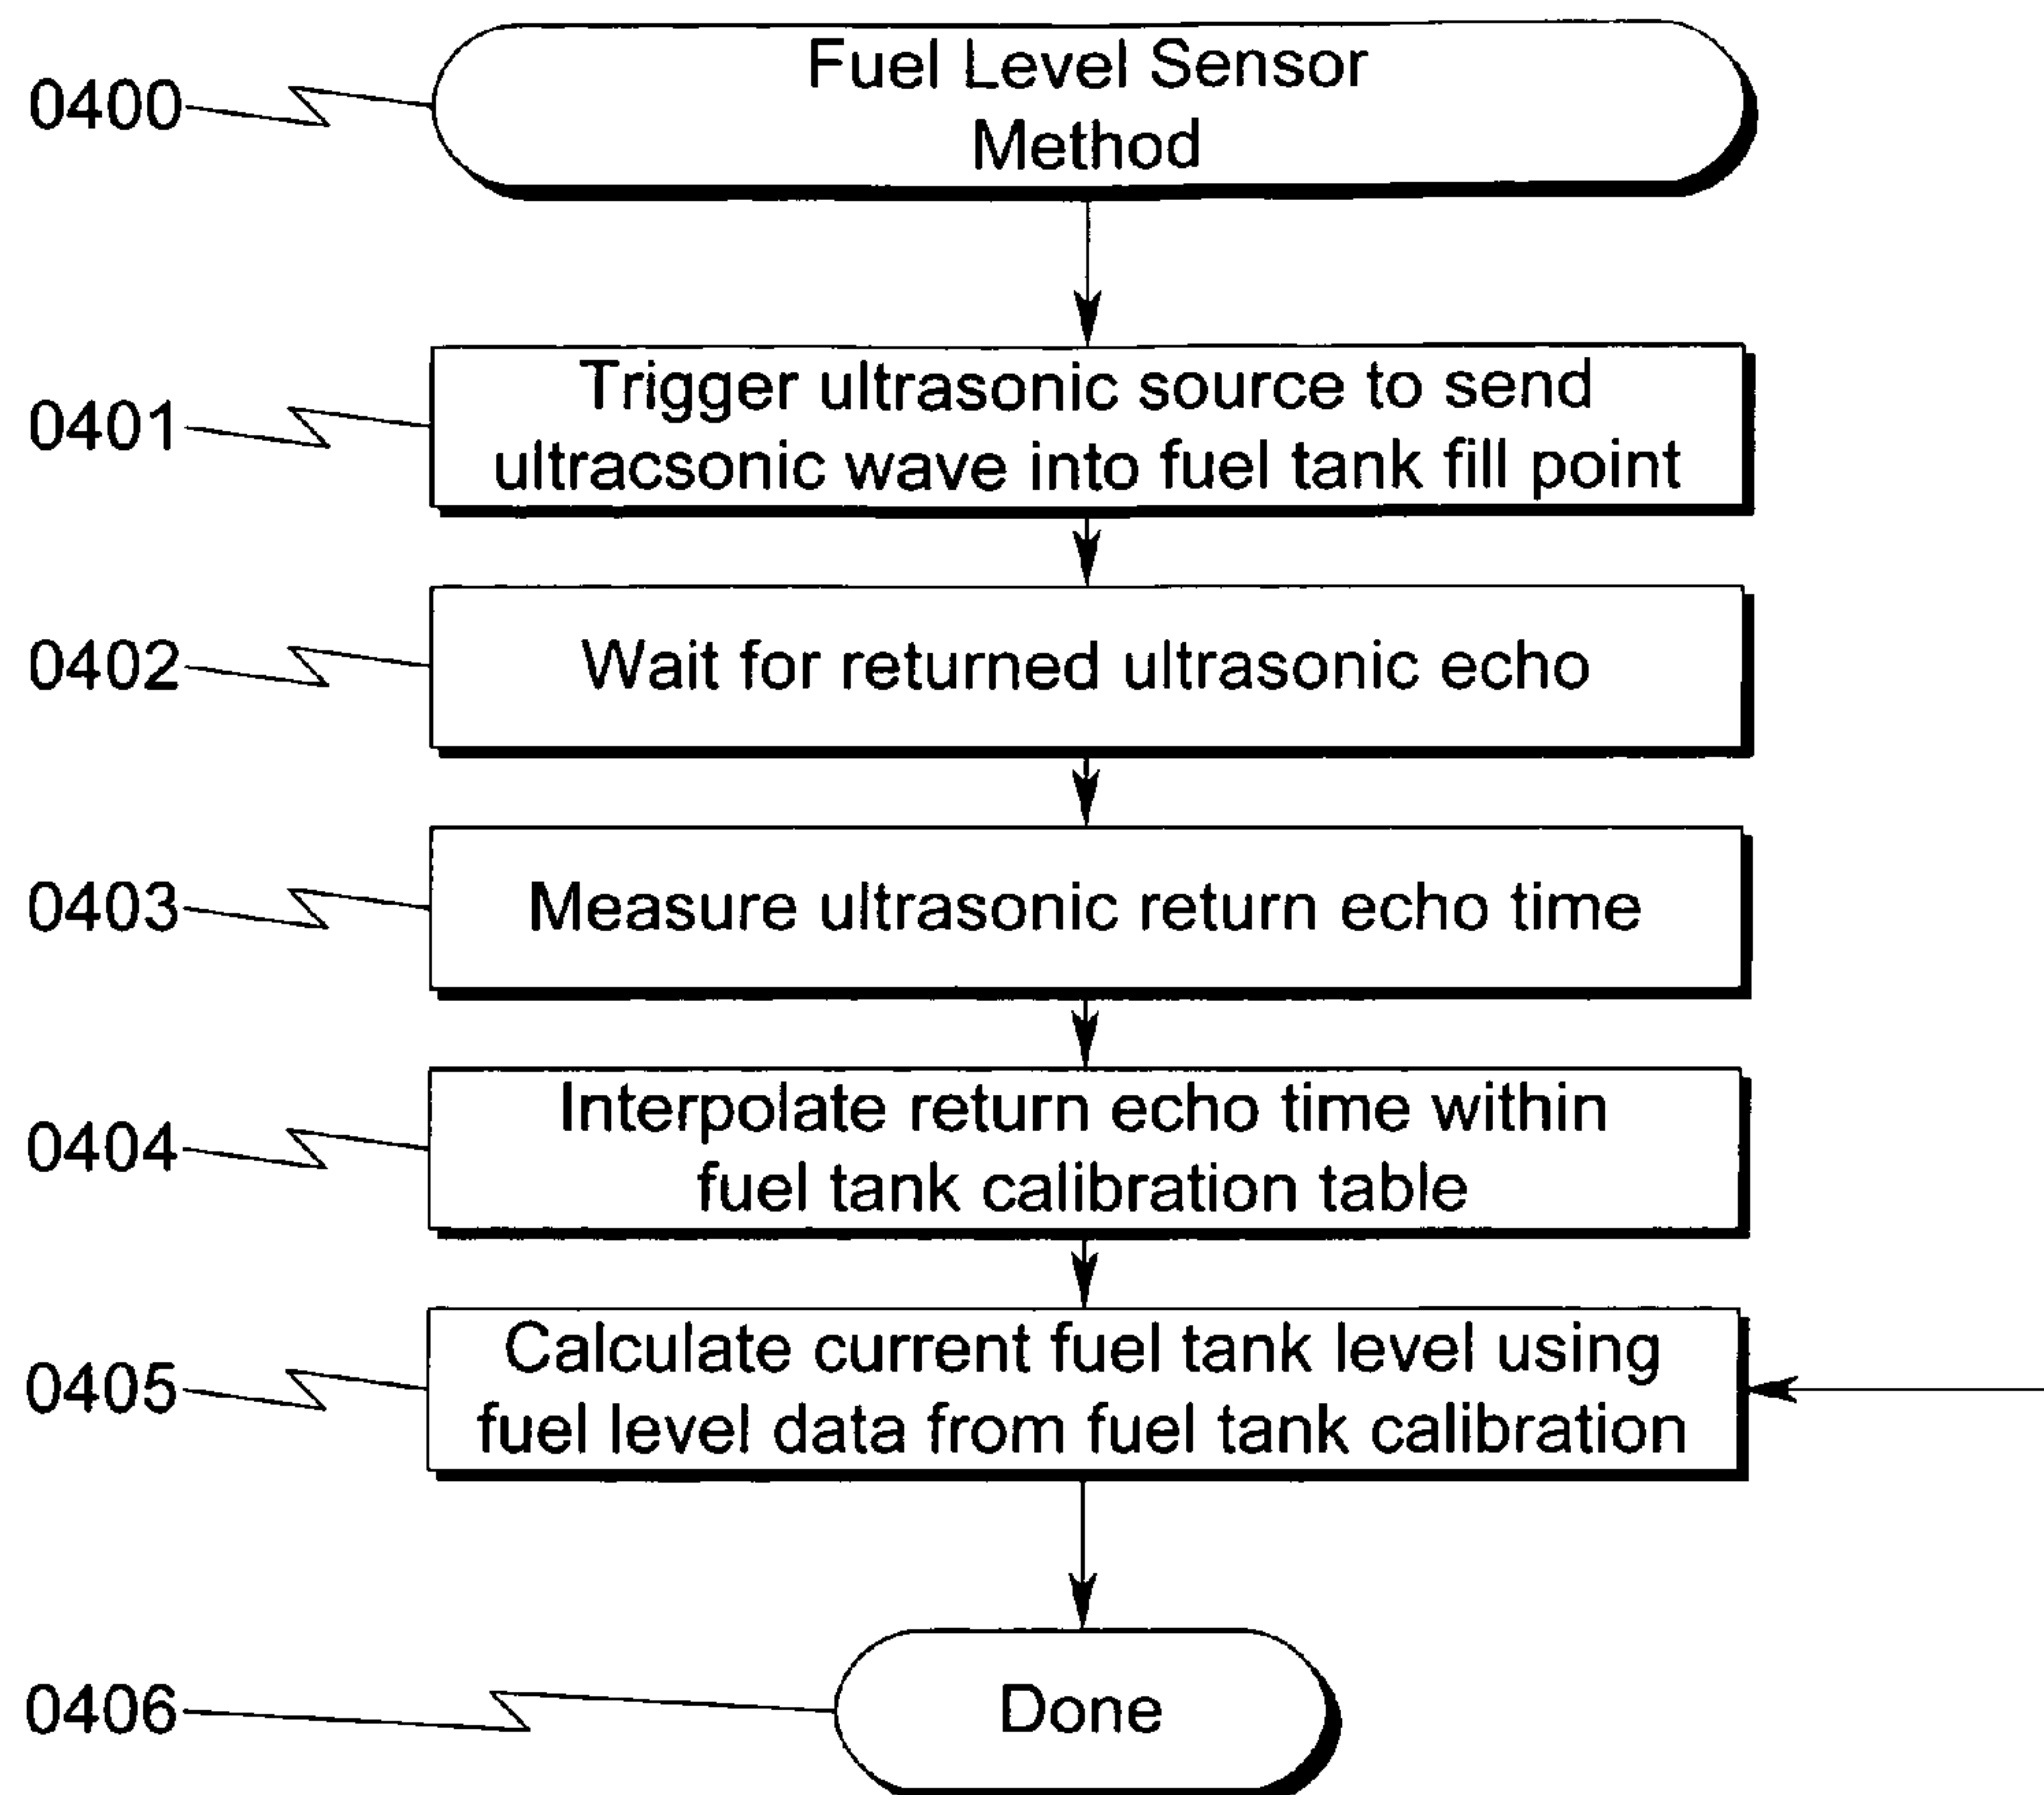 0400
Fuel Level Sensor
Method
0401
Trigger ultrasonic source to send
ultracsonic wave into fuel tank fill point
0402
Wait for returned ultrasonic echo
0403
Measure ultrasonic return echo time
0404
Interpolate return echo time within
fuel tank calibration table
0405
Calculate current fuel tank level using
fuel level data from fuel tank calibration
0406
Done